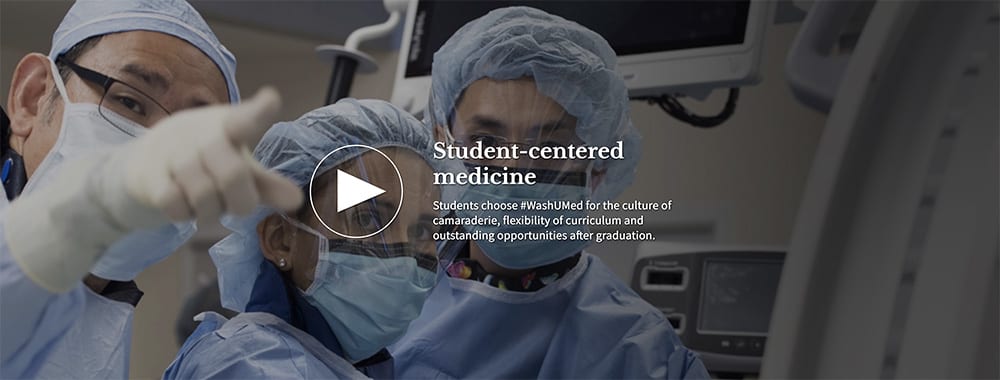 Student-centered
medicine
Students choose #WashUMed for the culture of
camaraderie, flexibility of curriculum and
outstanding opportunities after graduation.